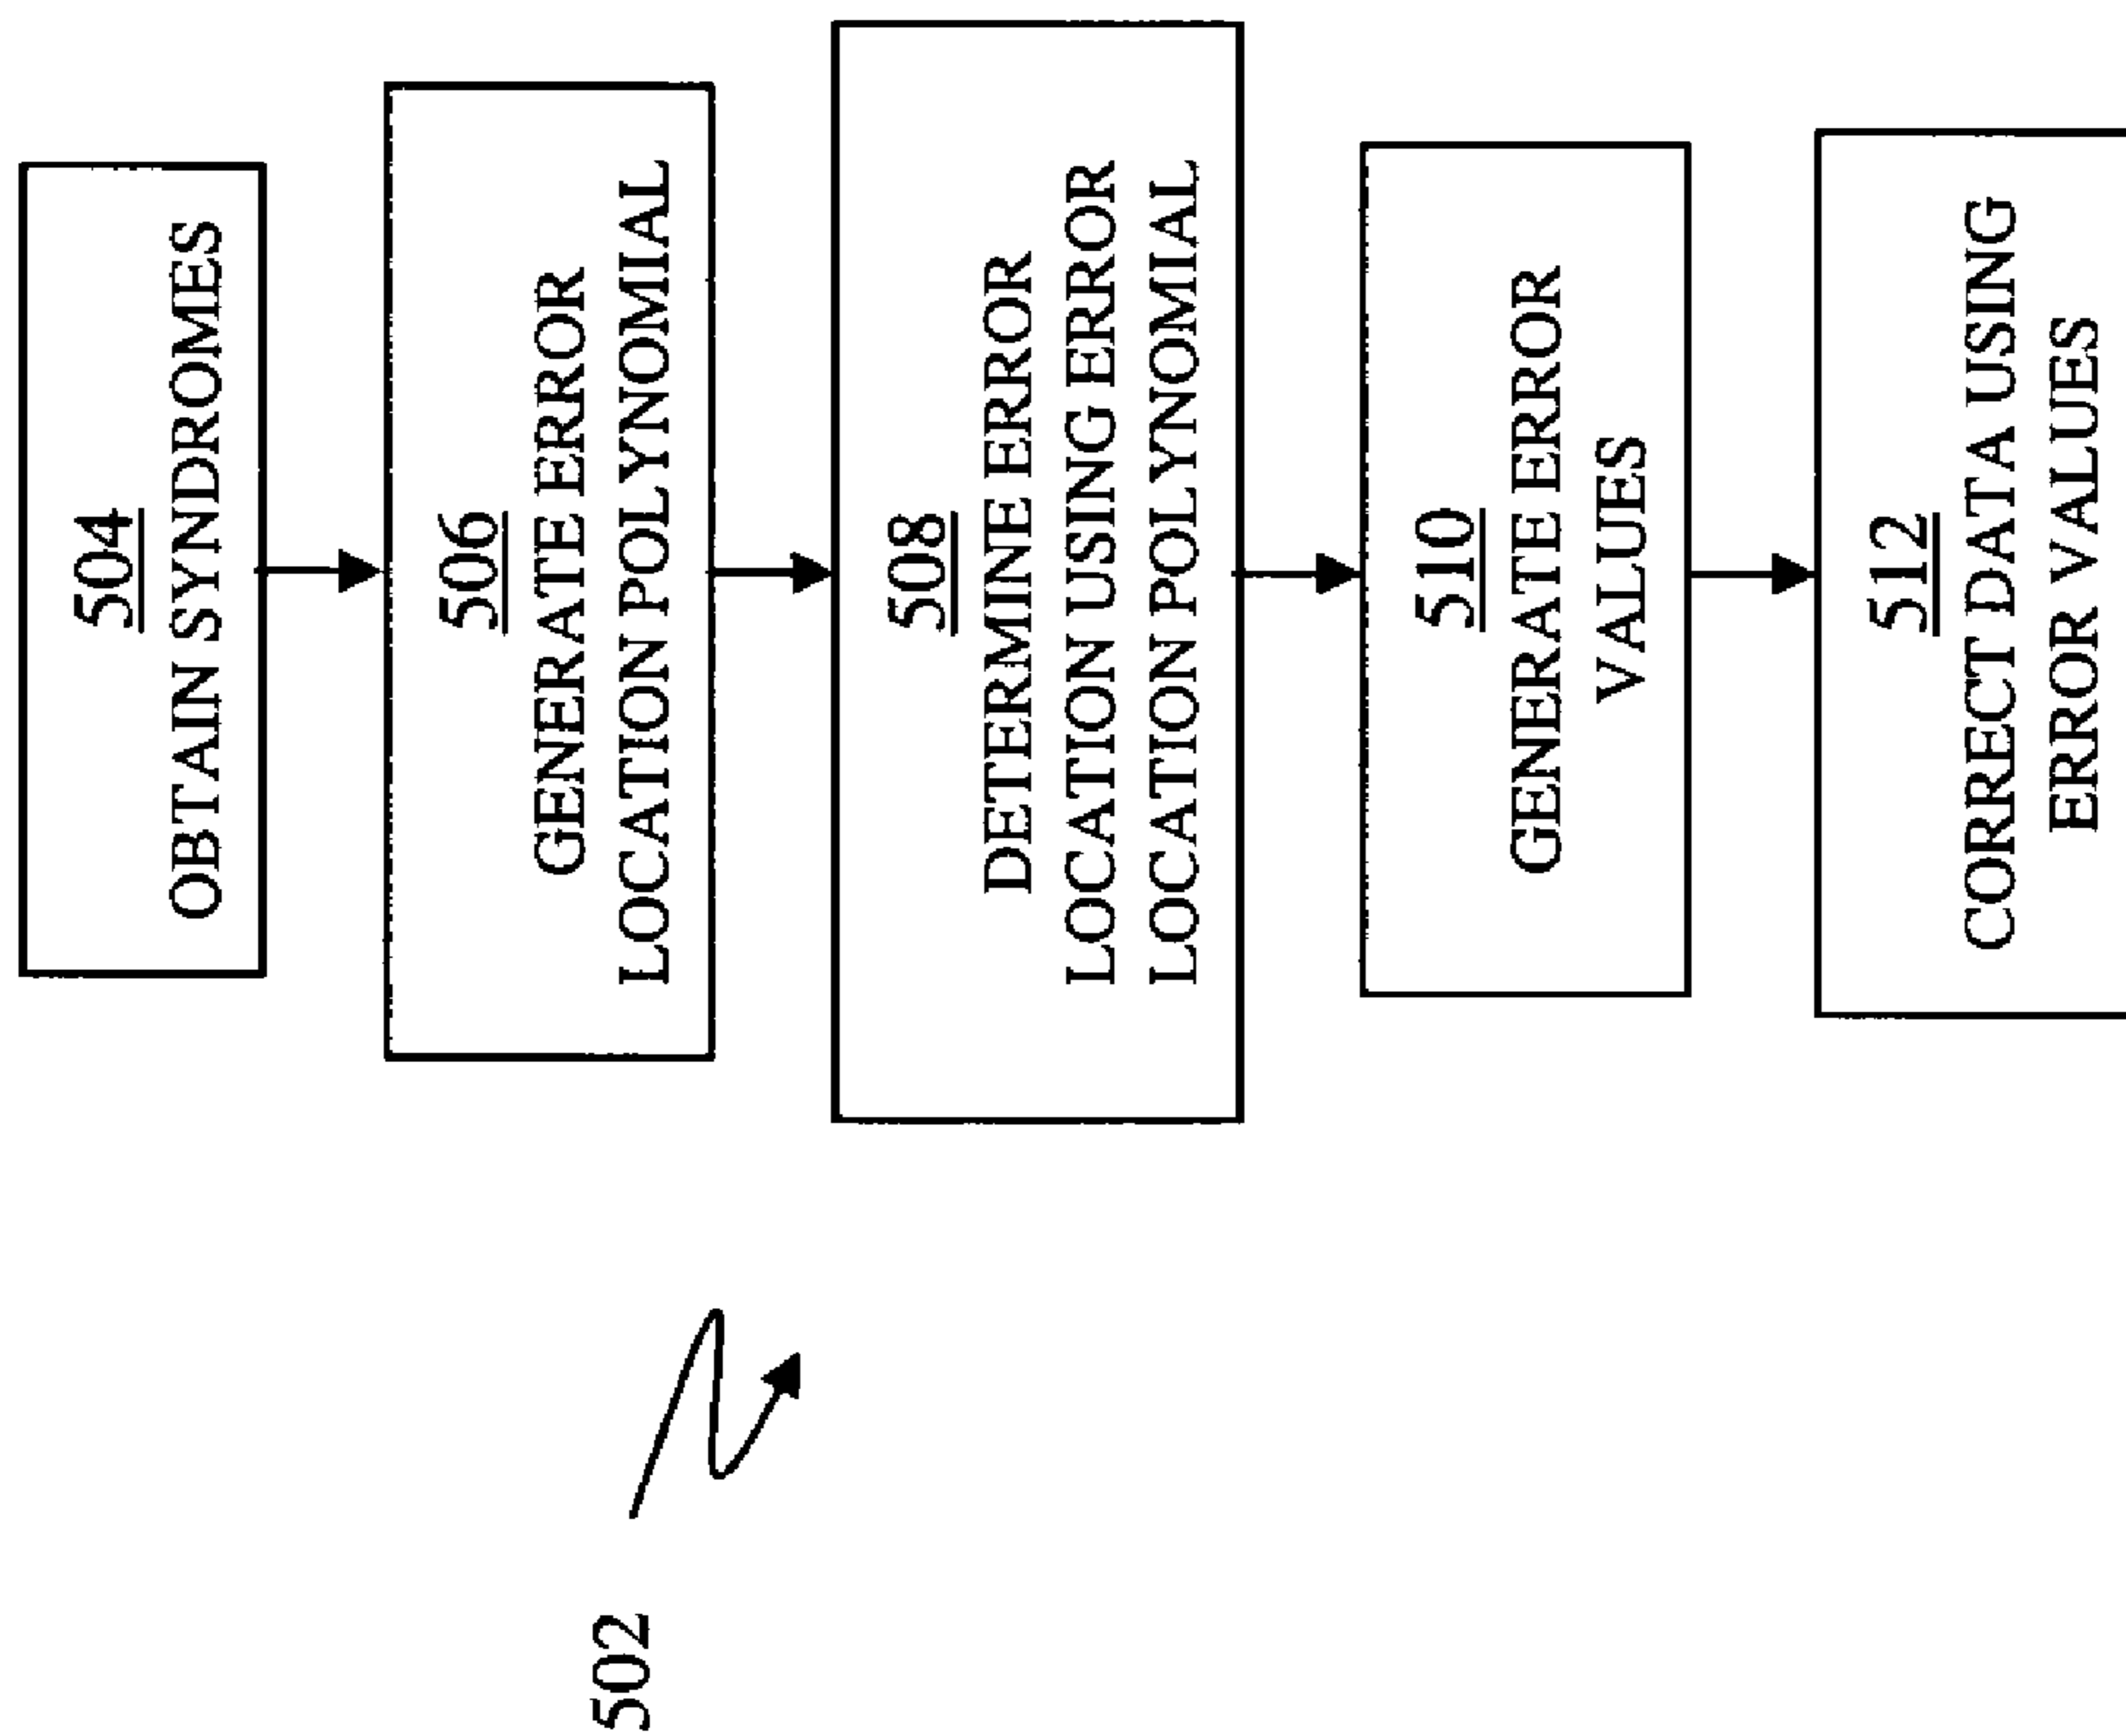 502
504
OBTAIN SYNDROMES
506
GENERATE ERROR
LOCATION POLYNOMIAL
508
DETERMINE ERROR
LOCATION USING ERROR
LOCATION POLYNOMIAL
510
GENERATE ERROR
VALUES
512
CORRECT DATA USING
ERROR VALUES